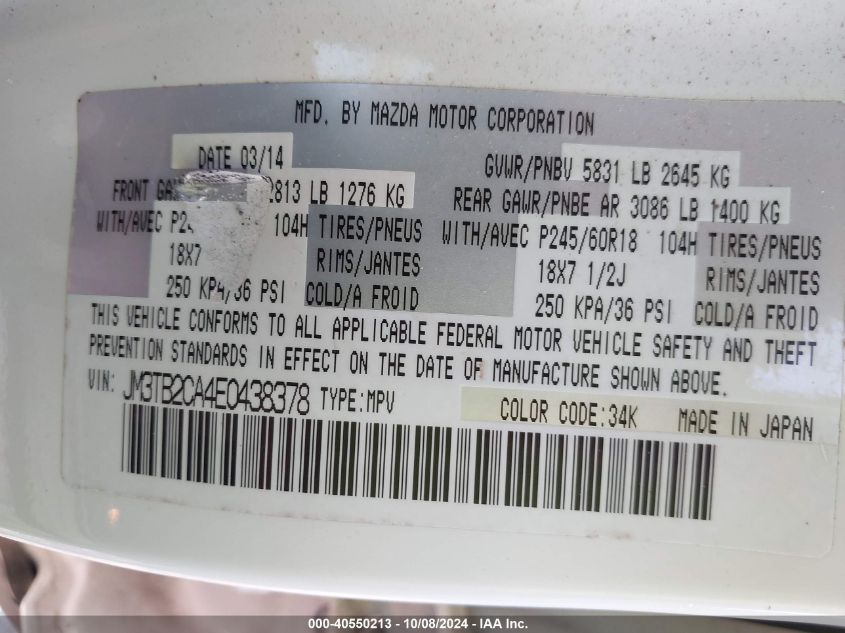 MFD. BY MAZDA MOTOR CORPORATION
DATE 03/14
GVWR/PNBV 5831 LB 2645 KG
FRONT 2813 LB 1276 KG
REAR GAWR/PNBE AR 3086 LB 1400 KG
WITH/AVEC 104H TIRES/PNEUS
WITH/AVEC P245/60R18 104H TIRES/PNEUS
18X7 RIMS/JANTES
18X7 1/2J RIMS/JANTES
250 KPA/36 PSI COLD/A FROID
250 KPA/36 PSI COLD/A FROID
THIS VEHICLE CONFORMS TO ALL APPLICABLE FEDERAL MOTOR VEHICLE SAFETY AND THEFT
PREVENTION STANDARDS IN EFFECT ON THE DATE OF MANUFACTURE SHOWN ABOVE.
VIN: JM3TB2CA4E0438378 TYPE:MPV
COLOR CODE:34K MADE IN JAPAN
000-40550213 - 10/08/2024 - IAA Inc.